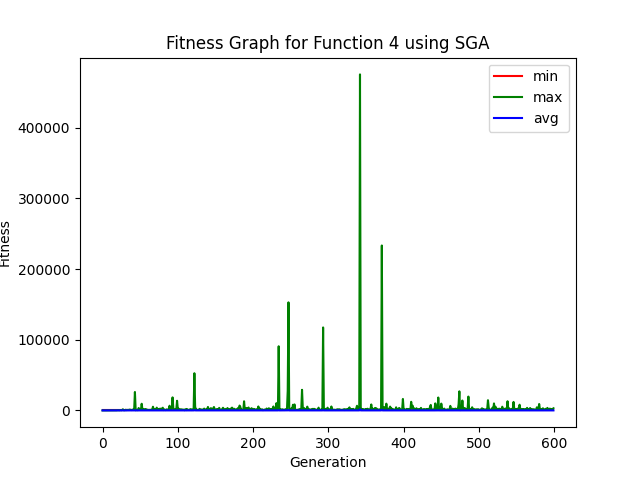 Fitness Graph for Function 4 using SGA
min
max
avg
400000
300000
200000
100000
0
Fitness
0 100 200 300 400 500 600
Generation